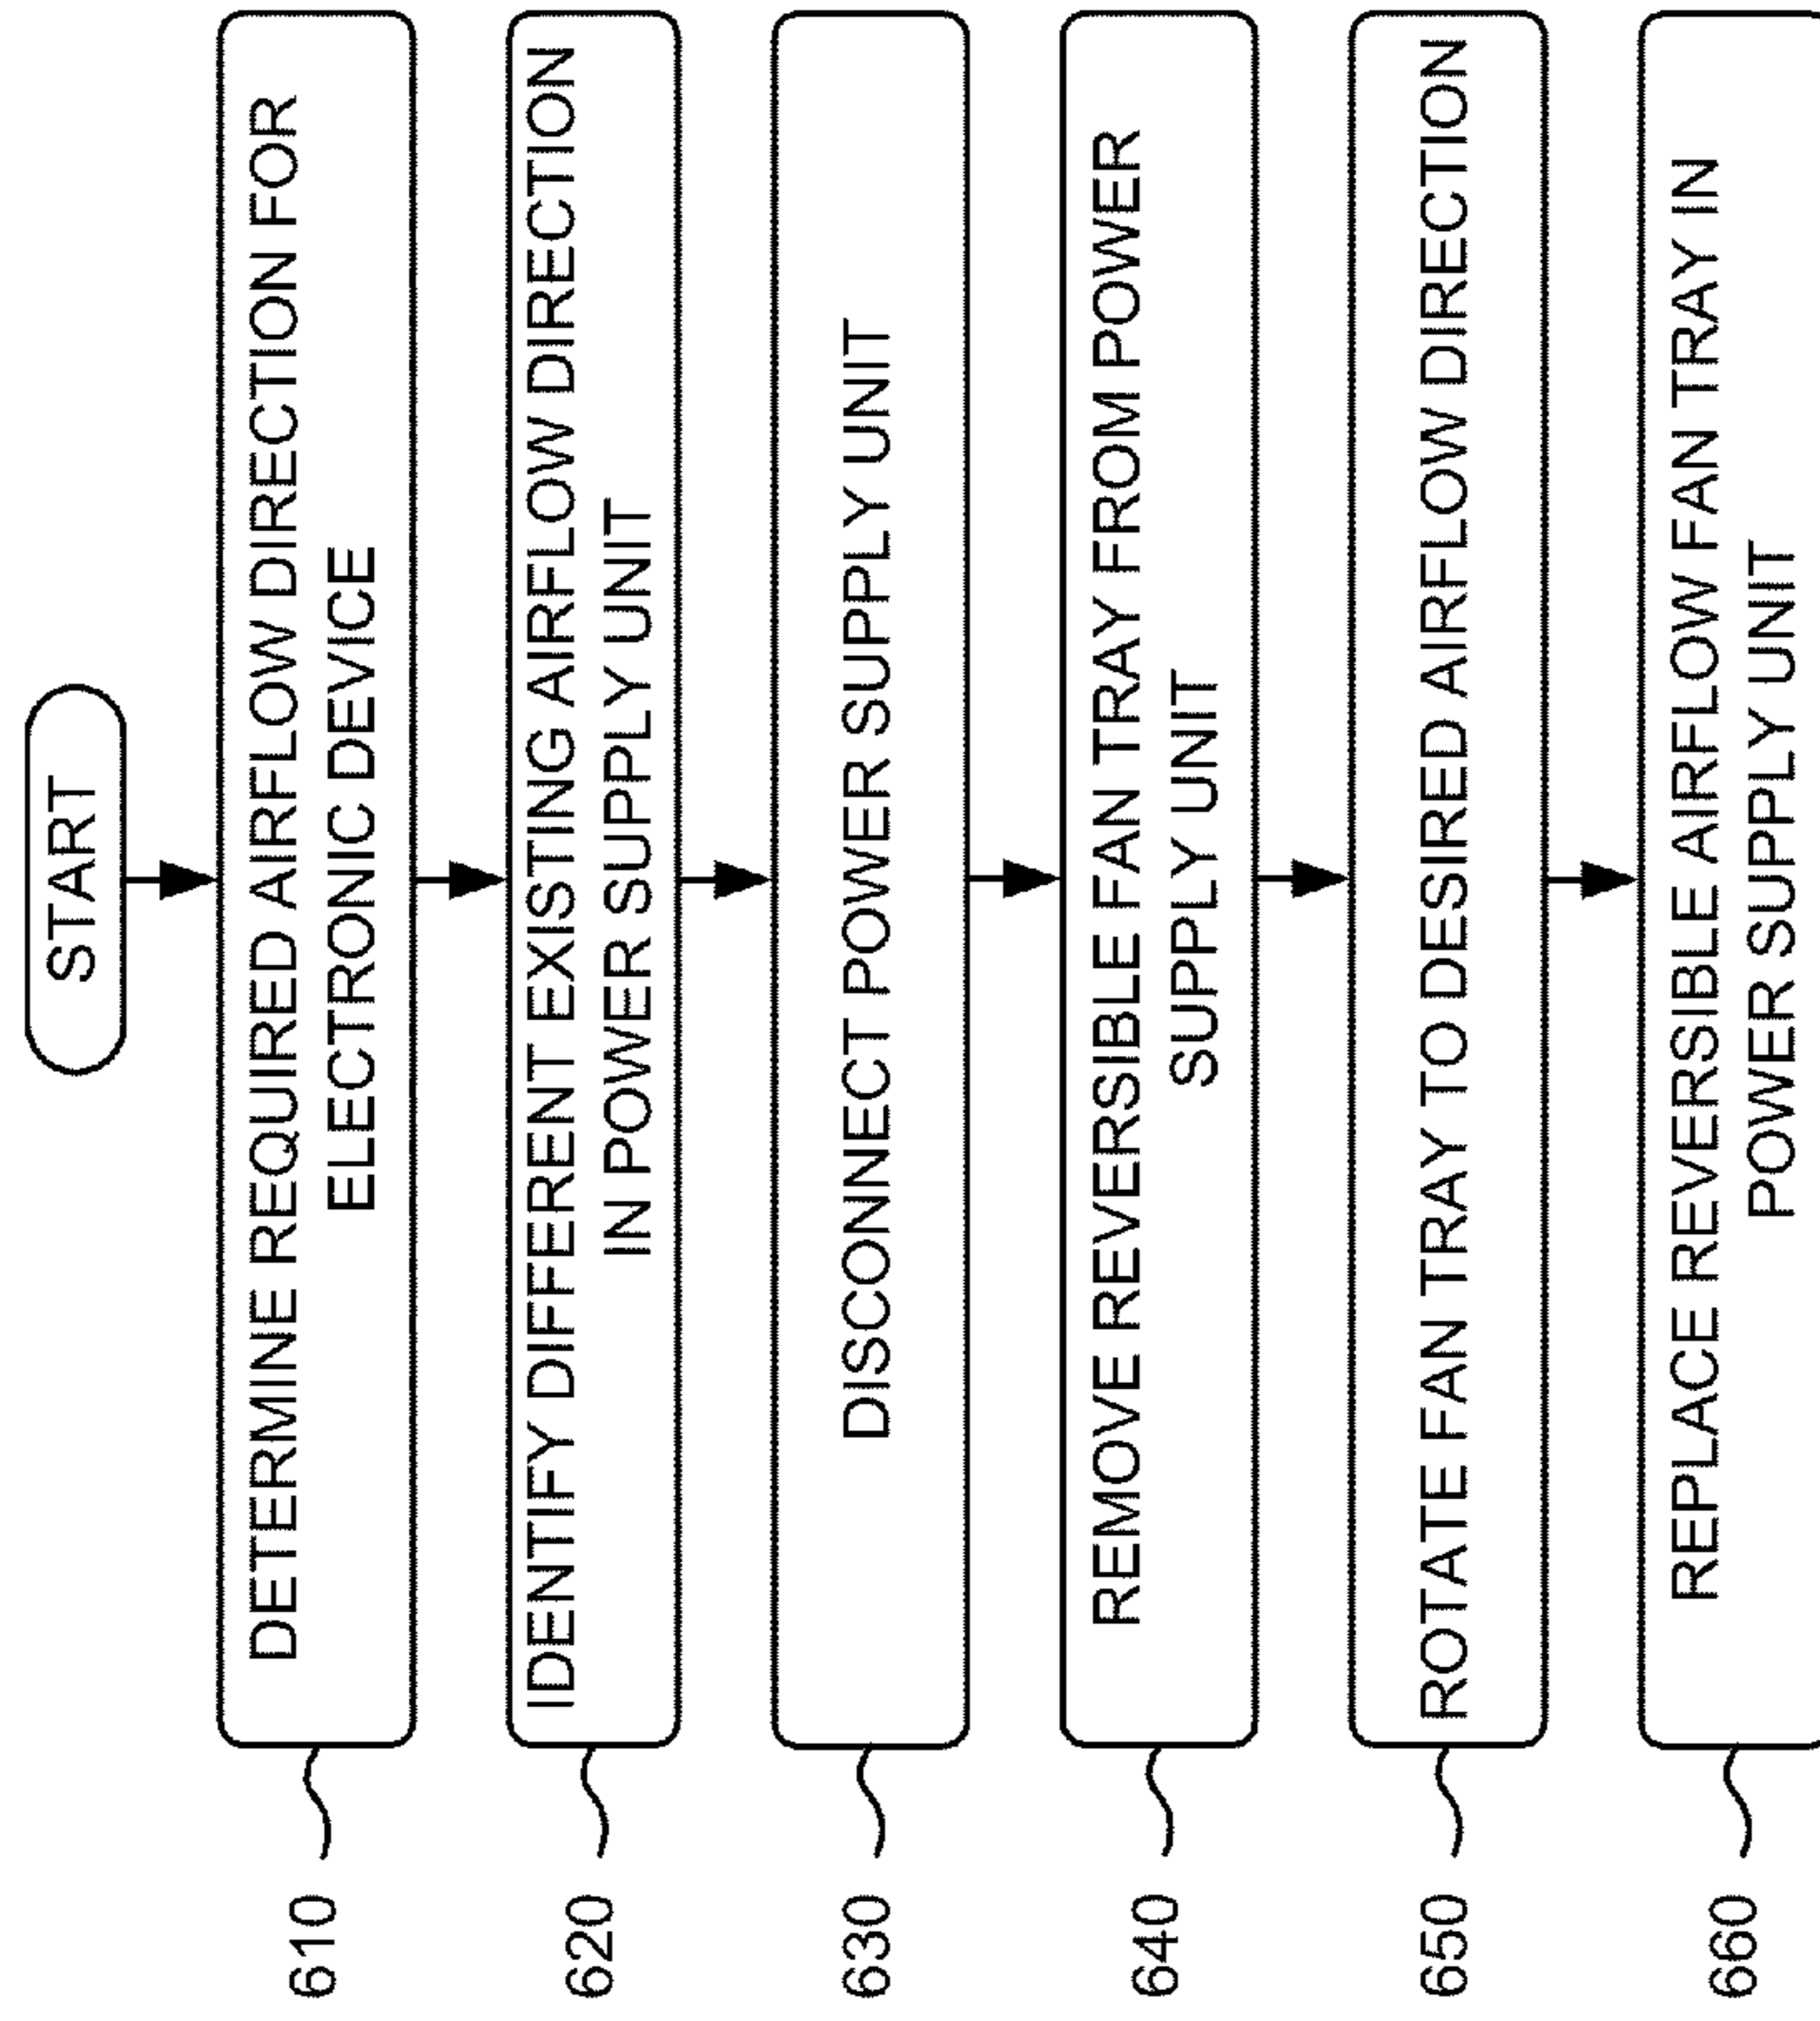 START
610
DETERMINE REQUIRED AIRFLOW DIRECTION FOR
ELECTRONIC DEVICE
620
IDENTIFY DIFFERENT EXISTING AIRFLOW DIRECTION
IN POWER SUPPLY UNIT
630
DISCONNECT POWER SUPPLY UNIT
640
REMOVE REVERSIBLE FAN TRAY FROM POWER
SUPPLY UNIT
650
ROTATE FAN TRAY TO DESIRED AIRFLOW DIRECTION
660
REPLACE REVERSIBLE AIRFLOW FAN TRAY IN
POWER SUPPLY UNIT